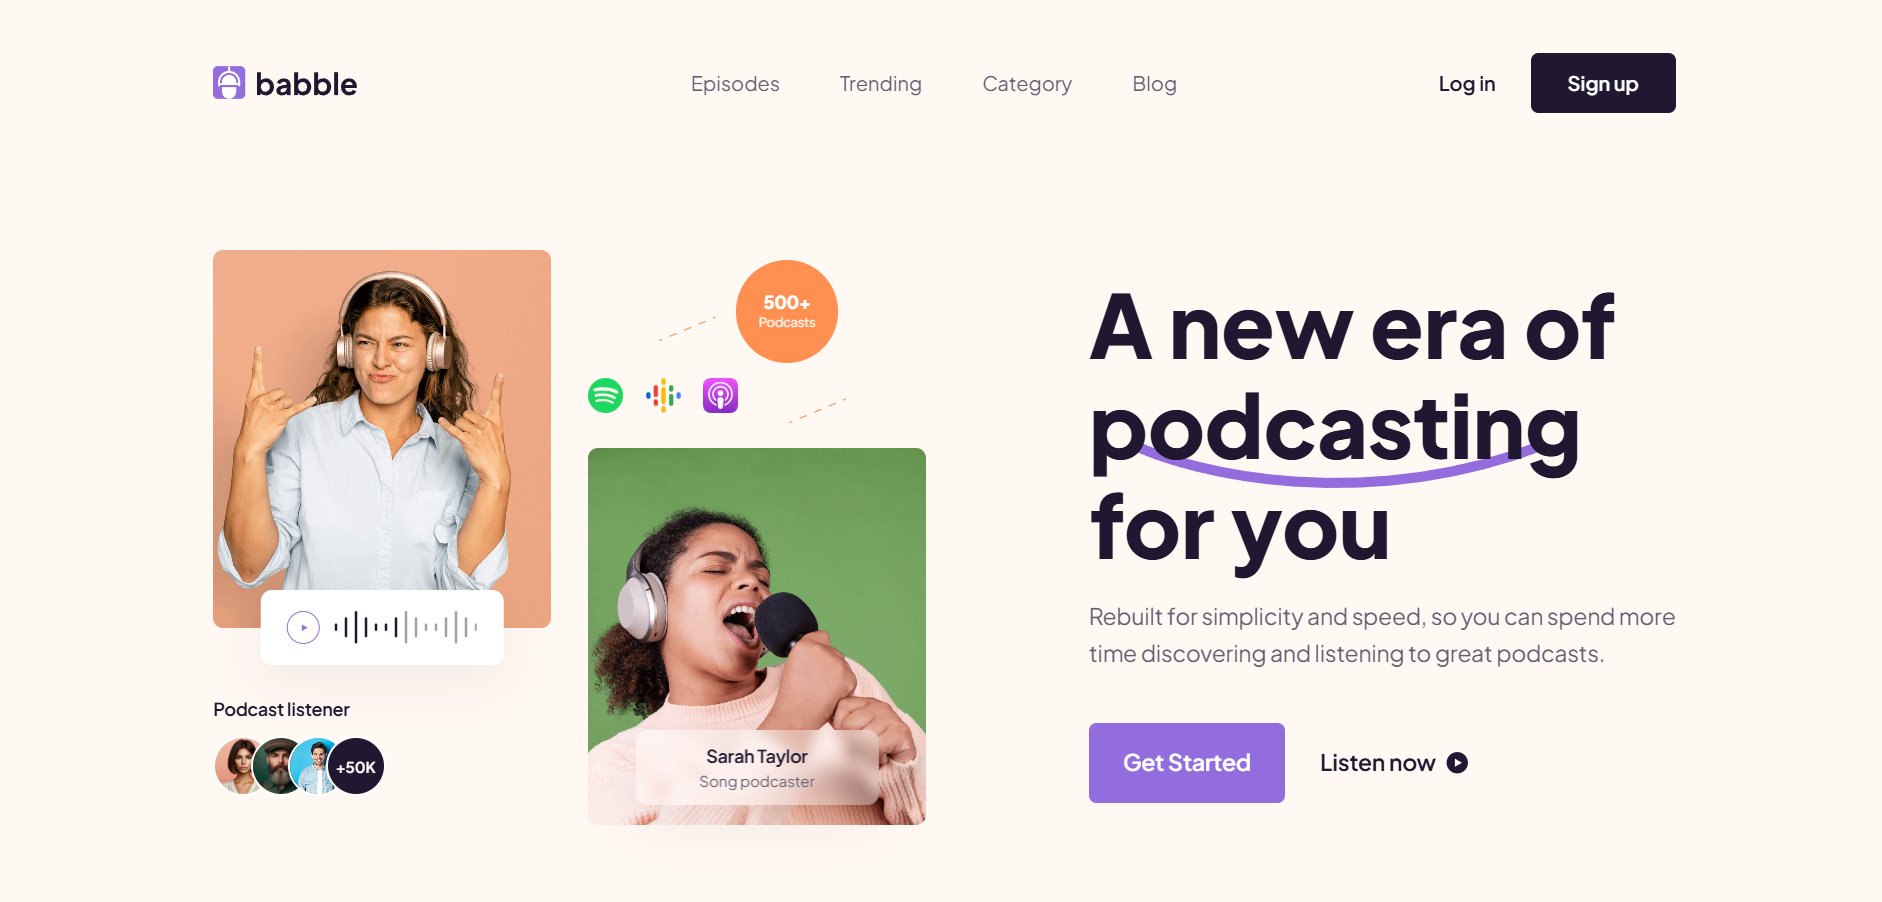 babble
Episodes
Trending
Category
Blog
Log in
Sign up
500+
Podcasts
Podcast listener
+50K
Sarah Taylor
Song podcaster
A new era of
podcasting
for you
Rebuilt for simplicity and speed, so you can spend more
time discovering and listening to great podcasts.
Get Started
Listen now